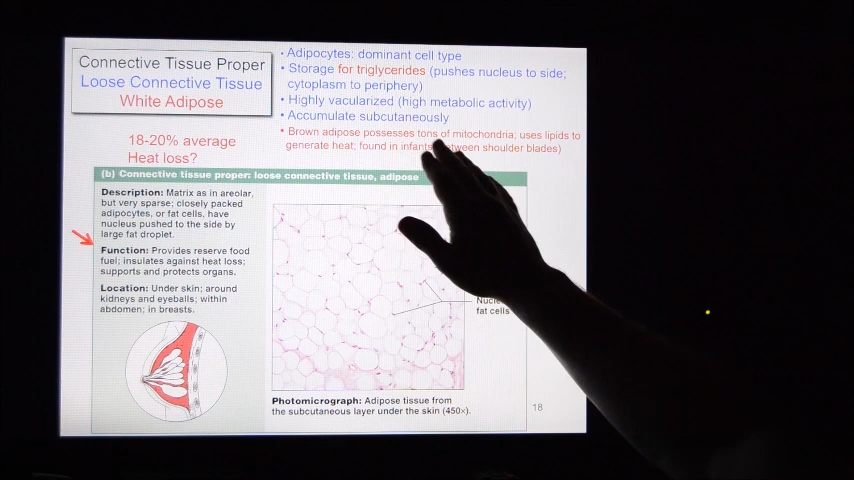 Connective Tissue Proper
Loose Connective Tissue
White Adipose
18-20% average
Heat loss?
• Adipocytes: dominant cell type
• Storage for triglycerides (pushes nucleus to side;
cytoplasm to periphery)
• Highly vacularized (high metabolic activity)
• Accumulate subcutaneously
• Brown adipose possesses tons of mitochondria; uses lipids to
generate heat; found in infants between shoulder blades)
(b) Connective tissue proper: loose connective tissue, adipose
Description: Matrix as in areolar,
but very sparse; closely packed
adipocytes, or fat cells, have
nucleus pushed to the side by
large fat droplet.
Function: Provides reserve food
fuel; insulates against heat loss;
supports and protects organs.
Location: Under skin; around
kidneys and eyeballs; within
abdomen; in breasts.
fat cells
Photomicrograph: Adipose tissue from
the subcutaneous layer under the skin (450×).
18